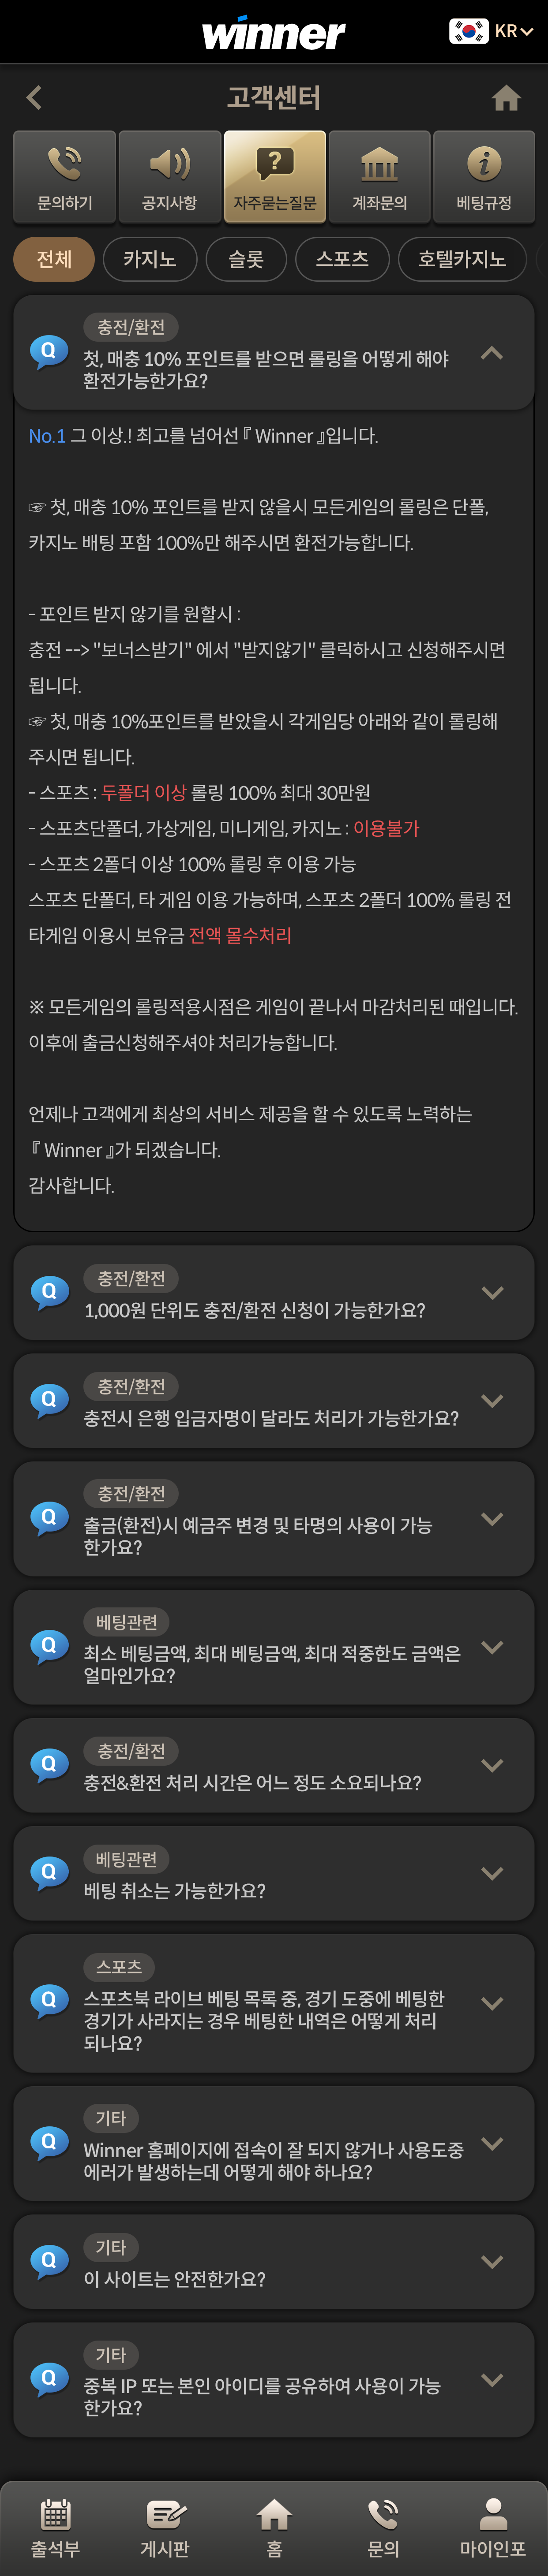 winner
KR
고객센터
문의하기
공지사항
자주묻는질문
계좌문의
베팅규정
전체
카지노
슬롯
스포츠
호텔카지노
Q
충전/환전
첫, 매충 10% 포인트를 받으면 롤링을 어떻게 해야
환전가능한가요?
No.1 그 이상.! 최고를 넘어선『 Winner 』입니다.
☞ 첫, 매충 10% 포인트를 받지 않을시 모든게임의 롤링은 단폴,
카지노 배팅 포함 100%만 해주시면 환전가능합니다.
- 포인트 받지 않기를 원할시 :
충전 --> "보너스받기" 에서 "받지않기" 클릭하시고 신청해주시면
됩니다.
☞ 첫, 매충 10%포인트를 받았을시 각게임당 아래와 같이 롤링해
주시면 됩니다.
- 스포츠 : 두폴더 이상 롤링 100% 최대 30만원
- 스포츠단폴더, 가상게임, 미니게임, 카지노 : 이용불가
- 스포츠 2폴더 이상 100% 롤링 후 이용 가능
스포츠 단폴더, 타 게임 이용 가능하며, 스포츠 2폴더 100% 롤링 전
타게임 이용시 보유금 전액 몰수처리
※ 모든게임의 롤링적용시점은 게임이 끝나서 마감처리된 때입니다.
이후에 출금신청해주셔야 처리가능합니다.
언제나 고객에게 최상의 서비스 제공을 할 수 있도록 노력하는
『 Winner 』가 되겠습니다.
감사합니다.
Q
충전/환전
1,000원 단위도 충전/환전 신청이 가능한가요?
Q
충전/환전
충전시 은행 입금자명이 달라도 처리가 가능한가요?
Q
충전/환전
출금(환전)시 예금주 변경 및 타명의 사용이 가능
한가요?
Q
베팅관련
최소 베팅금액, 최대 베팅금액, 최대 적중한도 금액은
얼마인가요?
Q
충전/환전
충전&환전 처리 시간은 어느 정도 소요되나요?
Q
베팅관련
베팅 취소는 가능한가요?
Q
스포츠
스포츠북 라이브 베팅 목록 중, 경기 도중에 베팅한
경기가 사라지는 경우 베팅한 내역은 어떻게 처리
되나요?
Q
기타
Winner 홈페이지에 접속이 잘 되지 않거나 사용도중
에러가 발생하는데 어떻게 해야 하나요?
Q
기타
이 사이트는 안전한가요?
Q
기타
중복 IP 또는 본인 아이디를 공유하여 사용이 가능
한가요?
출석부
게시판
홈
문의
마이인포